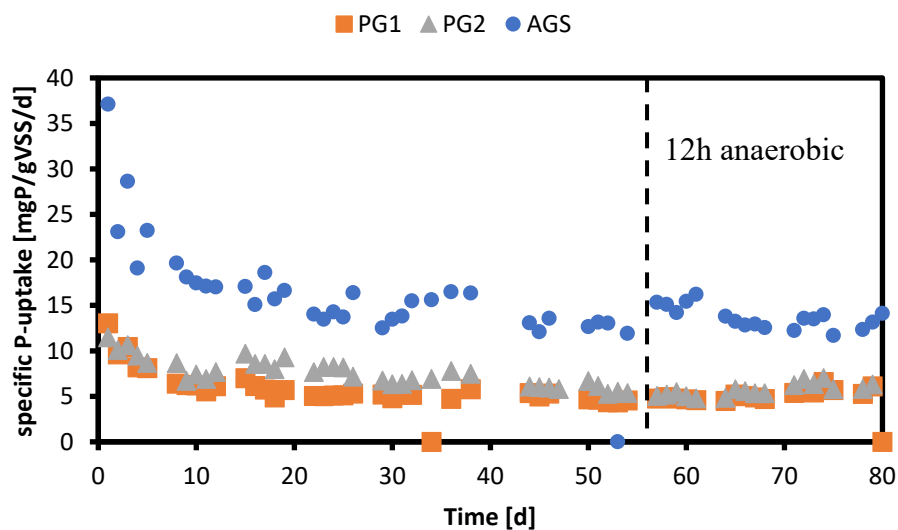 PG1 PG2 AGS
40
35
30
25
20
15
10
5
0
specific P-uptake [mgP/gVSS/d]
12h anaerobic
0 10 20 30 40 50 60 70 80
Time [d]